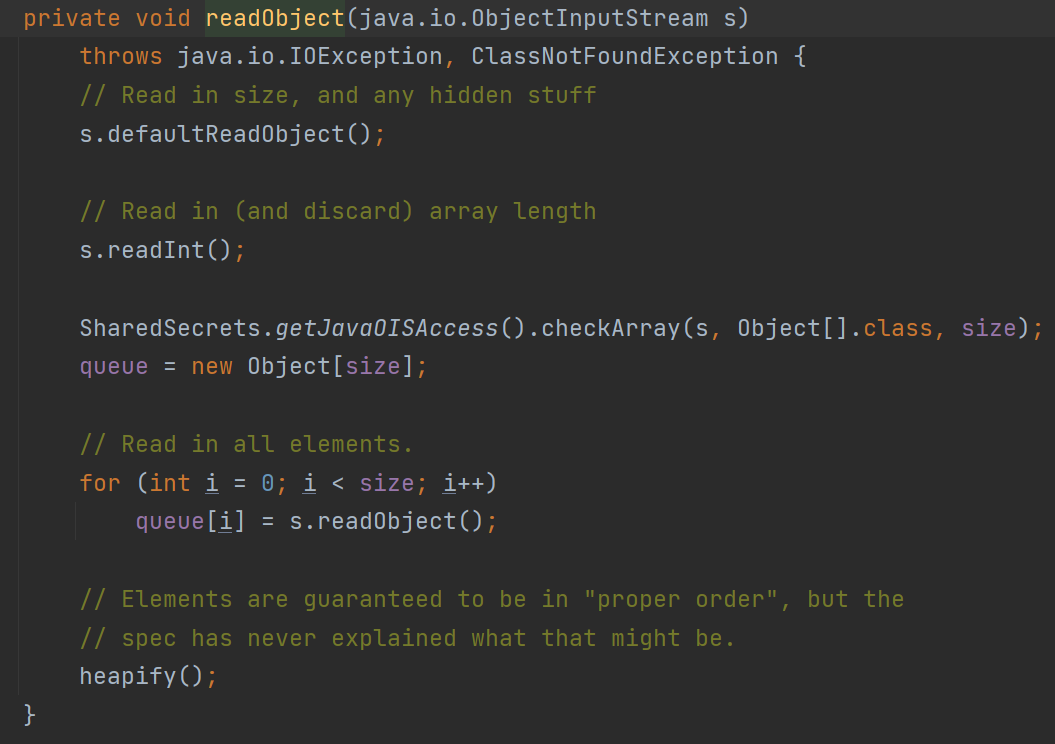 private void readObject(java.io.ObjectInputStream s)
throws java.io.IOException, ClassNotFoundException {
// Read in size, and any hidden stuff
s.defaultReadObject();
// Read in (and discard) array length
s.readInt();
SharedSecrets.getJavaOISAccess().checkArray(s, Object[].class, size);
queue = new Object[size];
// Read in all elements.
for (int i = 0; i < size; i++)
queue[i] = s.readObject();
// Elements are guaranteed to be in "proper order", but the
// spec has never explained what that might be.
heapify();
}